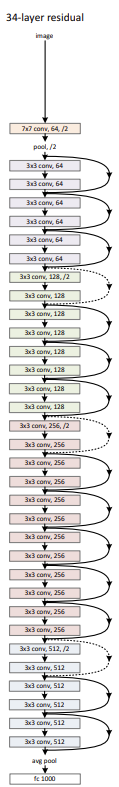 34-layer residual
image
7x7 conv, 64, /2
pool, /2
3x3 conv, 64
3x3 conv, 64
3x3 conv, 64
3x3 conv, 64
3x3 conv, 64
3x3 conv, 64
3x3 conv, 128, /2
3x3 conv, 128
3x3 conv, 128
3x3 conv, 128
3x3 conv, 128
3x3 conv, 128
3x3 conv, 128
3x3 conv, 128
3x3 conv, 256, /2
3x3 conv, 256
3x3 conv, 256
3x3 conv, 256
3x3 conv, 256
3x3 conv, 256
3x3 conv, 256
3x3 conv, 256
3x3 conv, 256
3x3 conv, 256
3x3 conv, 256
3x3 conv, 256
3x3 conv, 512, /2
3x3 conv, 512
3x3 conv, 512
3x3 conv, 512
3x3 conv, 512
3x3 conv, 512
avg pool
fc 1000